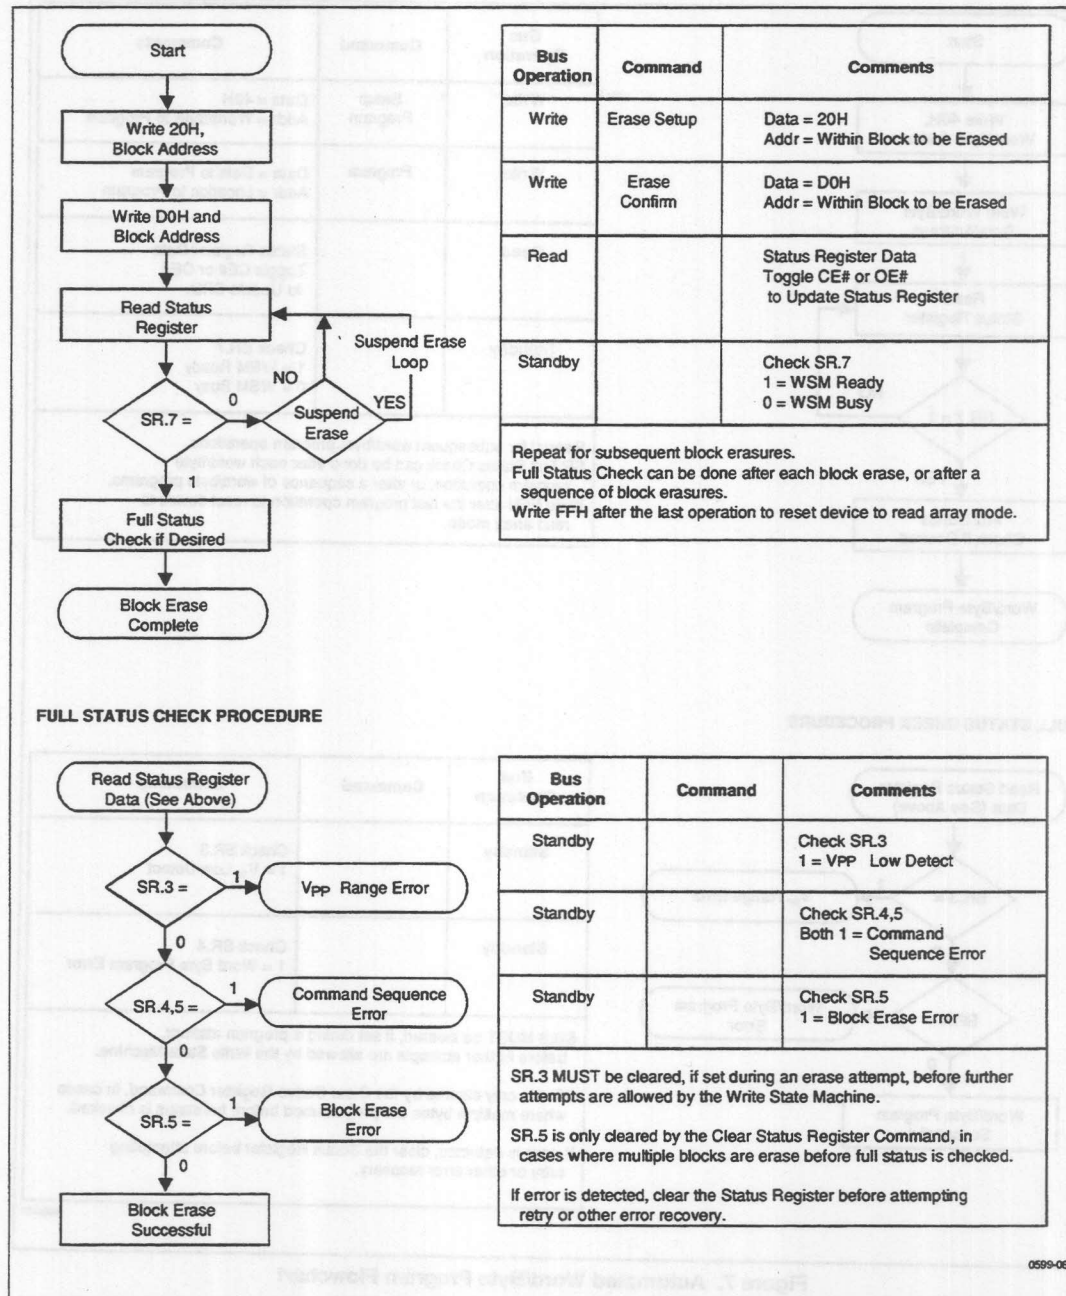 Start
Write 20H,
Block Address
Write D0H and
Block Address
Read Status
Register
Suspend Erase
Loop
NO
YES
SR.7 =
0
Suspend
Erase
1
Full Status
Check if Desired
Block Erase
Complete
Bus
Operation
Command
Comments
Write
Erase Setup
Data = 20H
Addr = Within Block to be Erased
Write
Erase
Confirm
Data = D0H
Addr = Within Block to be Erased
Read
Status Register Data
Toggle CE# or OE#
to Update Status Register
Standby
Check SR.7
1 = WSM Ready
0 = WSM Busy
Repeat for subsequent block erasures.
Full Status Check can be done after each block erase, or after a
sequence of block erasures.
Write FFH after the last operation to reset device to read array mode.
FULL STATUS CHECK PROCEDURE
Read Status Register
Data (See Above)
SR.3 =
1
VPP Range Error
0
SR.4,5 =
1
Command Sequence
Error
0
SR.5 =
1
Block Erase
Error
0
Block Erase
Successful
Bus
Operation
Command
Comments
Standby
Check SR.3
1 = VPP Low Detect
Standby
Check SR.4,5
Both 1 = Command
Sequence Error
Standby
Check SR.5
1 = Block Erase Error
SR.3 MUST be cleared, if set during an erase attempt, before further
attempts are allowed by the Write State Machine.
SR.5 is only cleared by the Clear Status Register Command, in
cases where multiple blocks are erase before full status is checked.
If error is detected, clear the Status Register before attempting
retry or other error recovery.
Figure 7. Automated Word/Byte Program Flowchart